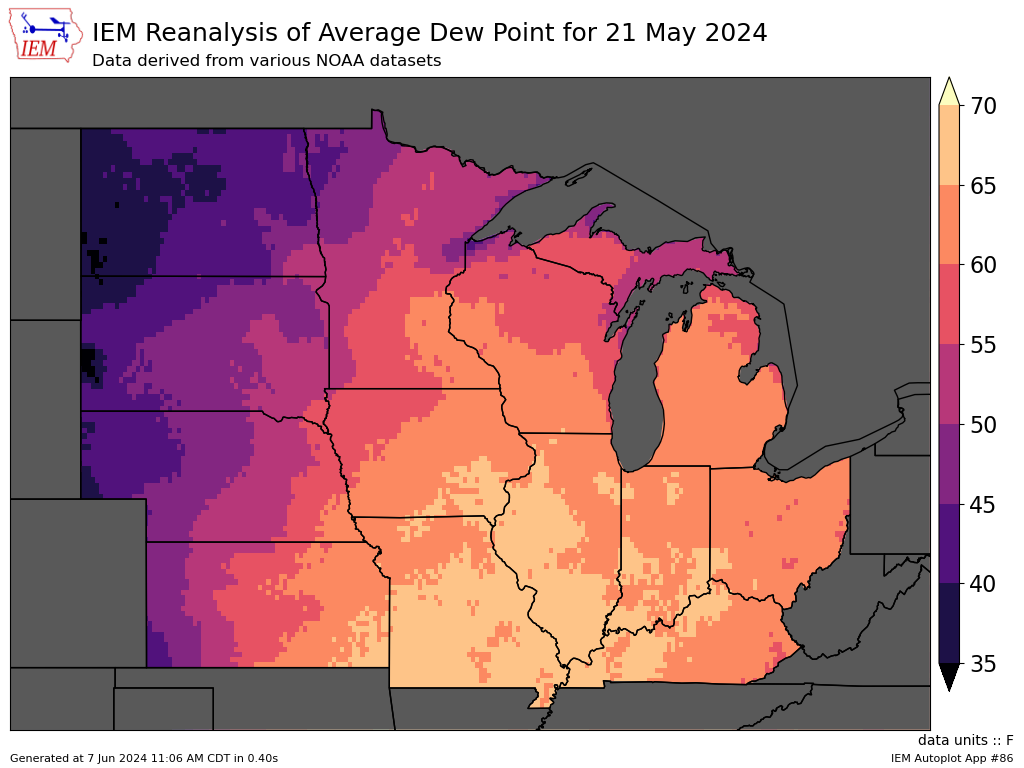 IEM
IEM Reanalysis of Average Dew Point for 21 May 2024
Data derived from various NOAA datasets
70
65
60
55
50
45
40
35
data units :: F
Generated at 7 Jun 2024 11:06 AM CDT in 0.40s
IEM Autoplot App #86